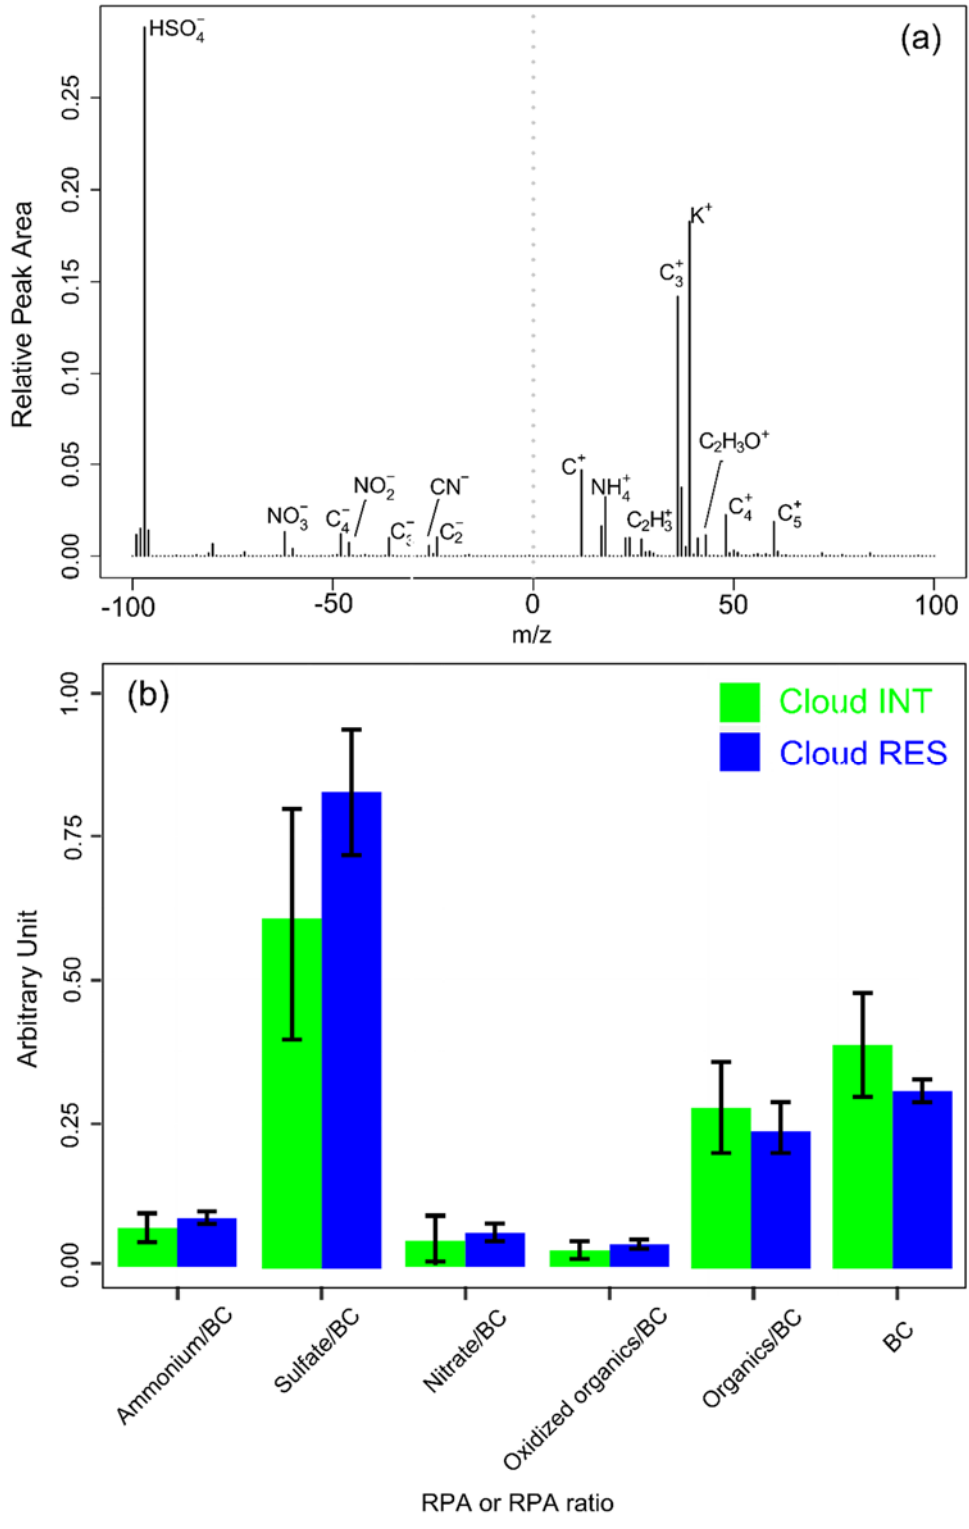 HSO₄⁻
(a)
0.25
0.20
K⁺
0.15
C₃⁺
Relative Peak Area
0.10
C₂H₃O⁺
0.05
C⁺
NO₂⁻
CN⁻
NH₄⁺
NO₃⁻
C₄⁻
C₃⁻
C₂⁻
C₂H₃⁺
C₄⁺
C₅⁺
0.00
-100
-50
0
50
100
m/z
(b)
1.00
Cloud INT
Cloud RES
0.75
Arbitrary Unit
0.50
0.25
0.00
Ammonium/BC
Sulfate/BC
Nitrate/BC
Oxidized organics/BC
Organics/BC
BC
RPA or RPA ratio